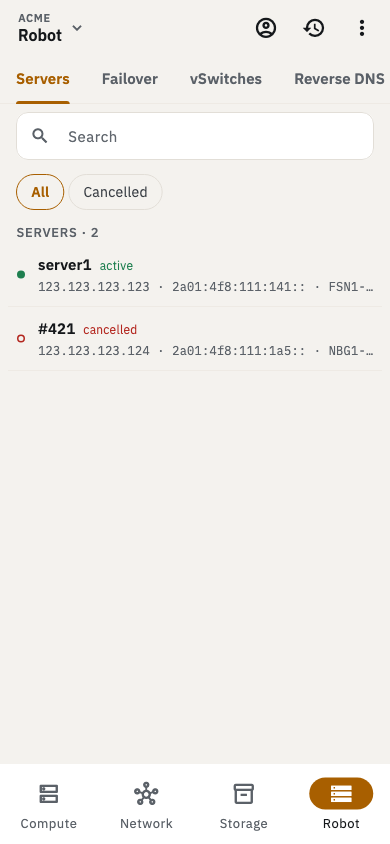 ACME
Robot
Servers Failover vSwitches Reverse DNS
Search
All Cancelled
SERVERS · 2
server1 active
123.123.123.123 · 2a01:4f8:111:141:: · FSN1-…
#421 cancelled
123.123.123.124 · 2a01:4f8:111:1a5:: · NBG1-…
Compute Network Storage Robot